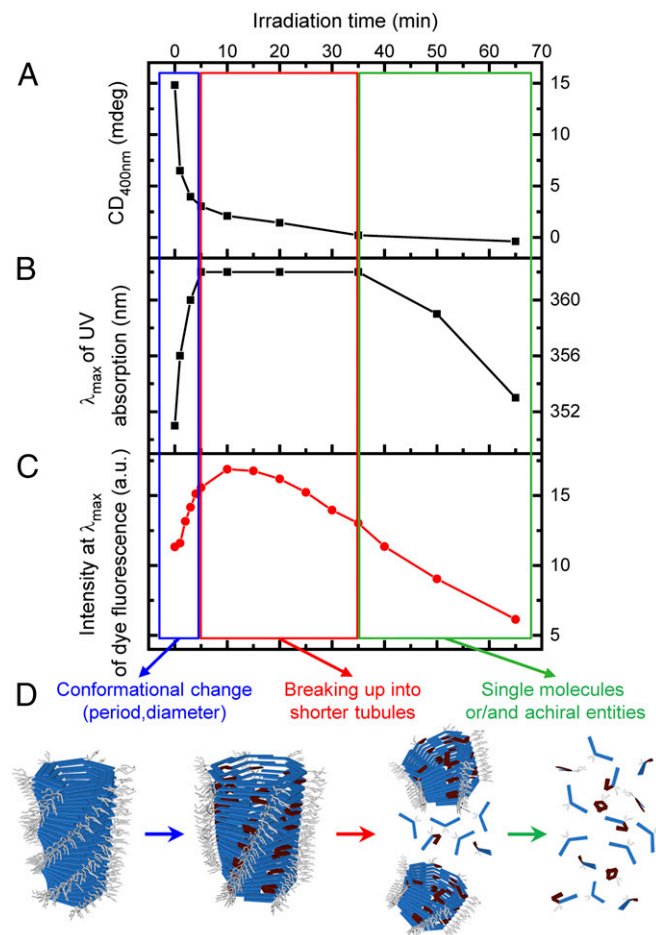 Irradiation time (min)
0 10 20 30 40 50 60 70
A
CD400nm (mdeg)
15
10
5
0
B
λmax of UV
absorption (nm)
360
356
352
C
Intensity at λmax
of dye fluorescence (a.u.)
15
10
5
Conformational change
(period,diameter)
Breaking up into
shorter tubules
Single molecules
or/and achiral entities
D